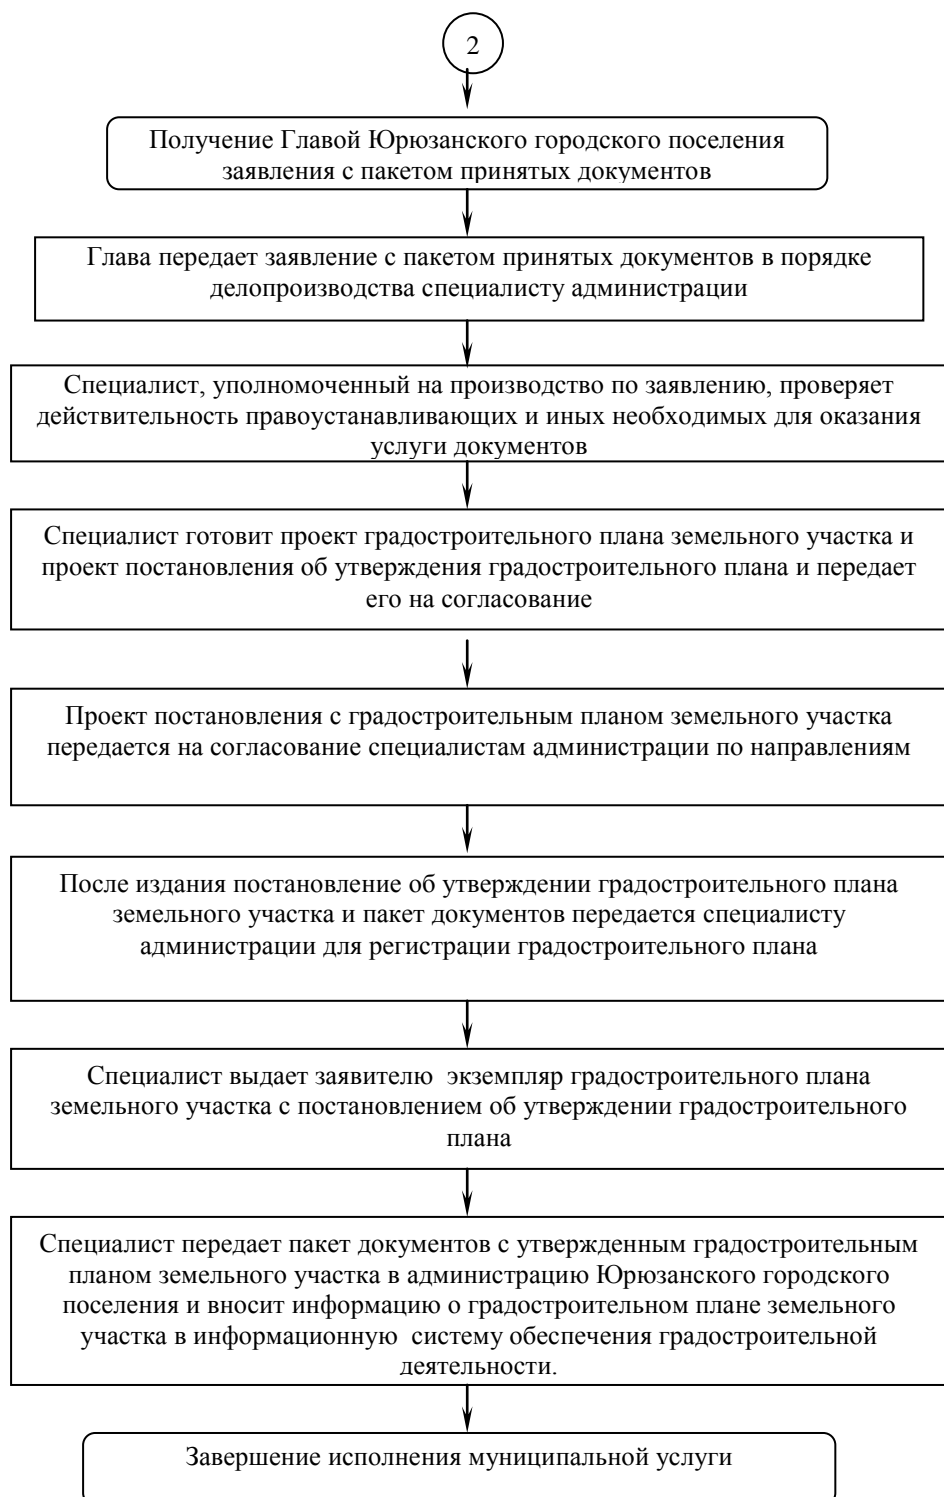 2
Получение Главой Юрюзанского городского поселения
заявления с пакетом принятых документов
Глава передает заявление с пакетом принятых документов в порядке
делопроизводства специалисту администрации
Специалист, уполномоченный на производство по заявлению, проверяет
действительность правоустанавливающих и иных необходимых для оказания
услуги документов
Специалист готовит проект градостроительного плана земельного участка и
проект постановления об утверждения градостроительного плана и передает
его на согласование
Проект постановления с градостроительным планом земельного участка
передается на согласование специалистам администрации по направлениям
После издания постановление об утверждении градостроительного плана
земельного участка и пакет документов передается специалисту
администрации для регистрации градостроительного плана
Специалист выдает заявителю  экземпляр градостроительного плана
земельного участка с постановлением об утверждении градостроительного
плана
Специалист передает пакет документов с утвержденным градостроительным
планом земельного участка в администрацию Юрюзанского городского
поселения и вносит информацию о градостроительном плане земельного
участка в информационную  систему обеспечения градостроительной
деятельности.
Завершение исполнения муниципальной услуги